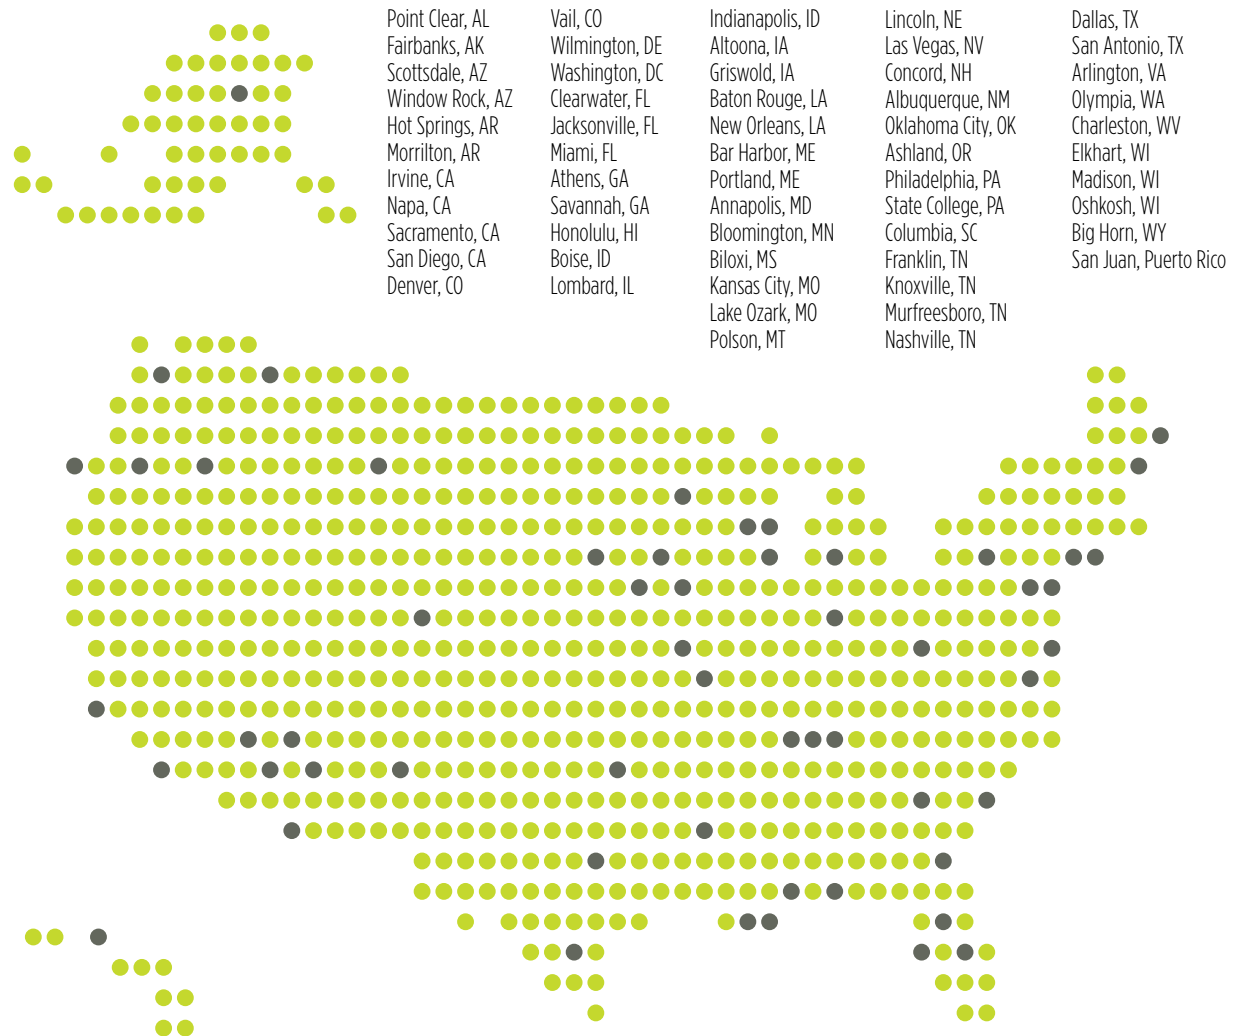 Point Clear, AL
Fairbanks, AK
Scottsdale, AZ
Window Rock, AZ
Hot Springs, AR
Morrilton, AR
Irvine, CA
Napa, CA
Sacramento, CA
San Diego, CA
Denver, CO
Vail, CO
Wilmington, DE
Washington, DC
Clearwater, FL
Jacksonville, FL
Miami, FL
Athens, GA
Savannah, GA
Honolulu, HI
Boise, ID
Lombard, IL
Indianapolis, ID
Altoona, IA
Griswold, IA
Baton Rouge, LA
New Orleans, LA
Bar Harbor, ME
Portland, ME
Annapolis, MD
Bloomington, MN
Biloxi, MS
Kansas City, MO
Lake Ozark, MO
Polson, MT
Lincoln, NE
Las Vegas, NV
Concord, NH
Albuquerque, NM
Oklahoma City, OK
Ashland, OR
Philadelphia, PA
State College, PA
Columbia, SC
Franklin, TN
Knoxville, TN
Murfreesboro, TN
Nashville, TN
Dallas, TX
San Antonio, TX
Arlington, VA
Olympia, WA
Charleston, WV
Elkhart, WI
Madison, WI
Oshkosh, WI
Big Horn, WY
San Juan, Puerto Rico